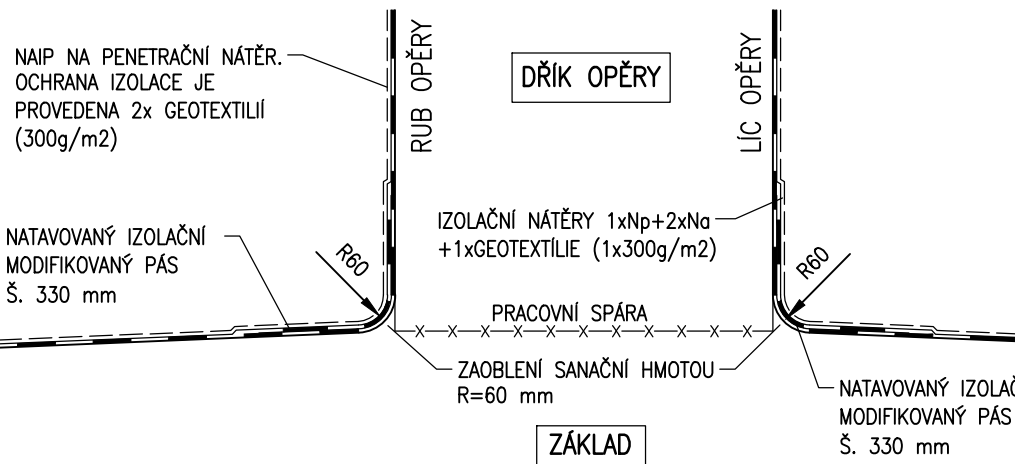 NAIP NA PENETRAČNÍ NÁTĚR.
OCHRANA IZOLACE JE
PROVEDENA 2x GEOTEXTILIÍ
(300g/m2)
RUB OPĚRY
DŘÍK OPĚRY
LÍC OPĚRY
IZOLAČNÍ NÁTĚRY 1xNp+2xNa
+1xGEOTEXTÍLIE (1x300g/m2)
NATAVOVANÝ IZOLAČNÍ
MODIFIKOVANÝ PÁS
Š. 330 mm
R60
R60
PRACOVNÍ SPÁRA
ZAOBLENÍ SANAČNÍ HMOTOU
R=60 mm
NATAVOVANÝ IZOLAČ
MODIFIKOVANÝ PÁS
Š. 330 mm
ZÁKLAD